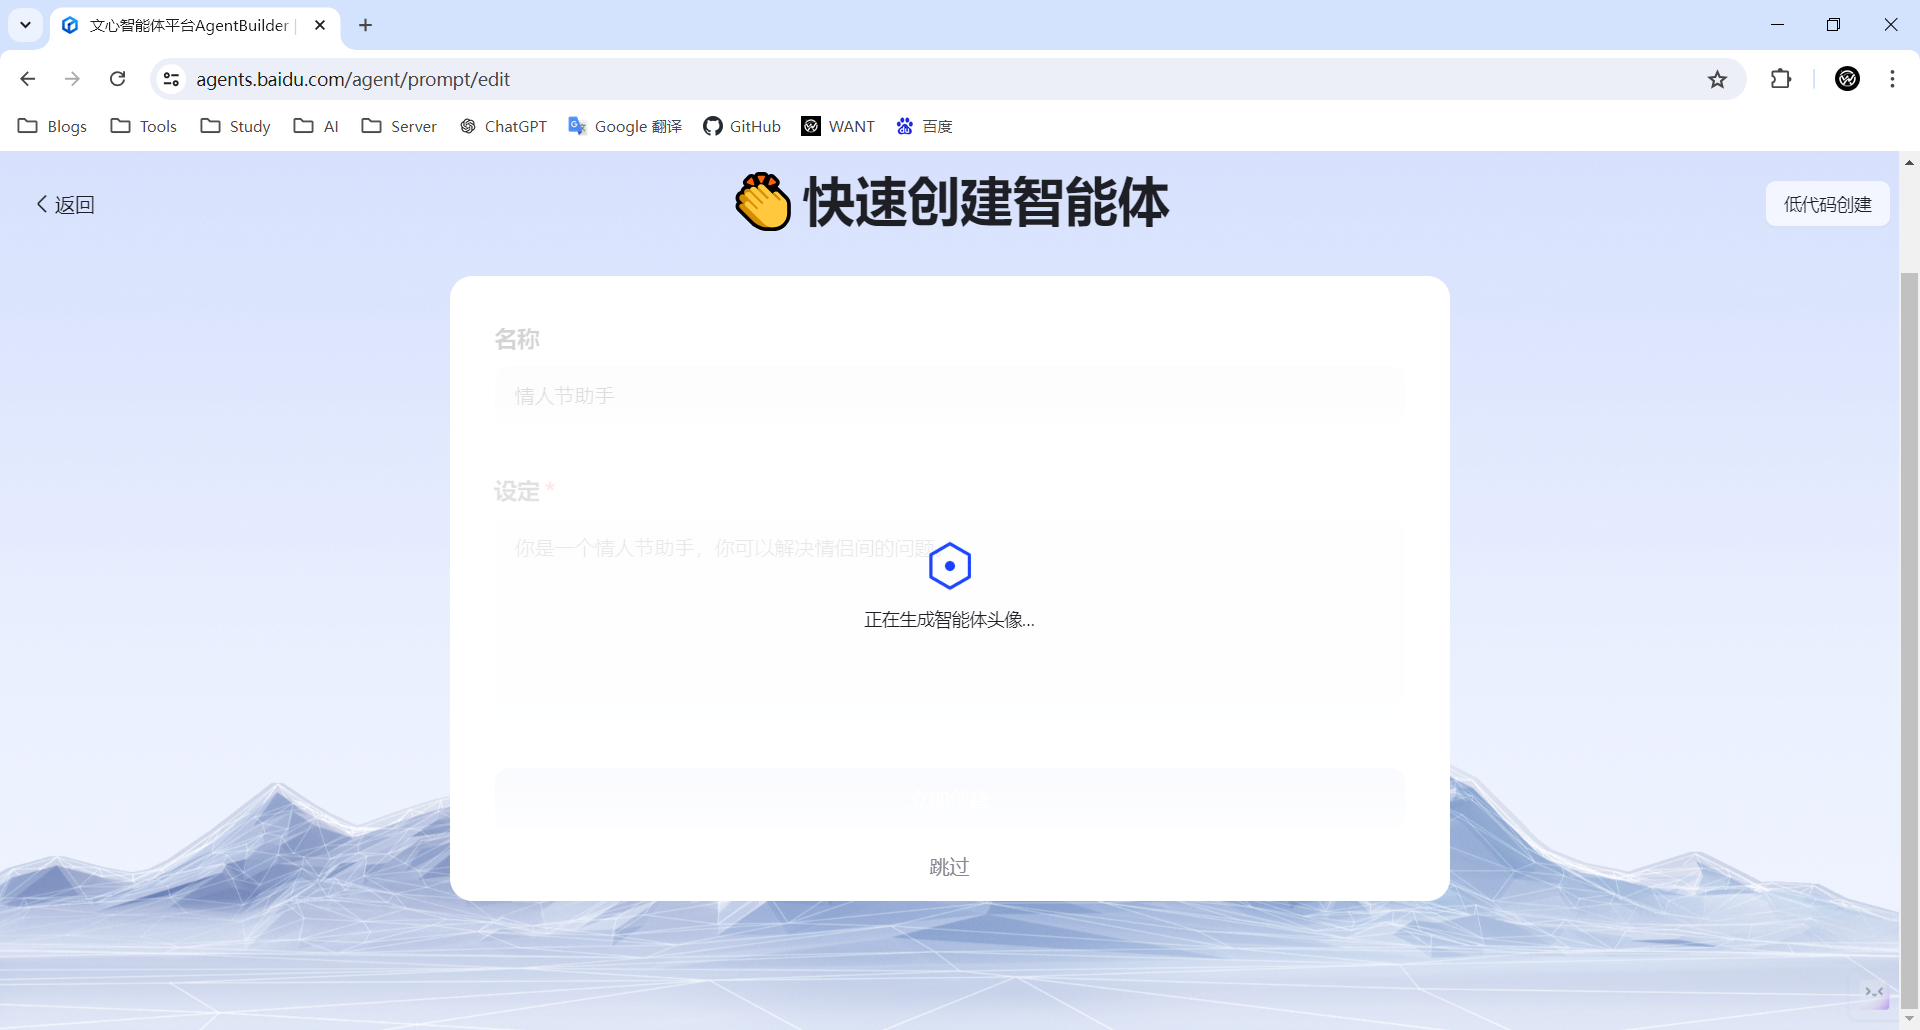 文心智能体平台AgentBuilder
agents.baidu.com/agent/prompt/edit
Blogs Tools Study AI Server ChatGPT Google 翻译 GitHub WANT 百度
返回
快速创建智能体
低代码创建
名称
情人节助手
设定 *
你是一个情人节助手，你可以解决情侣间的问题
正在生成智能体头像...
跳过